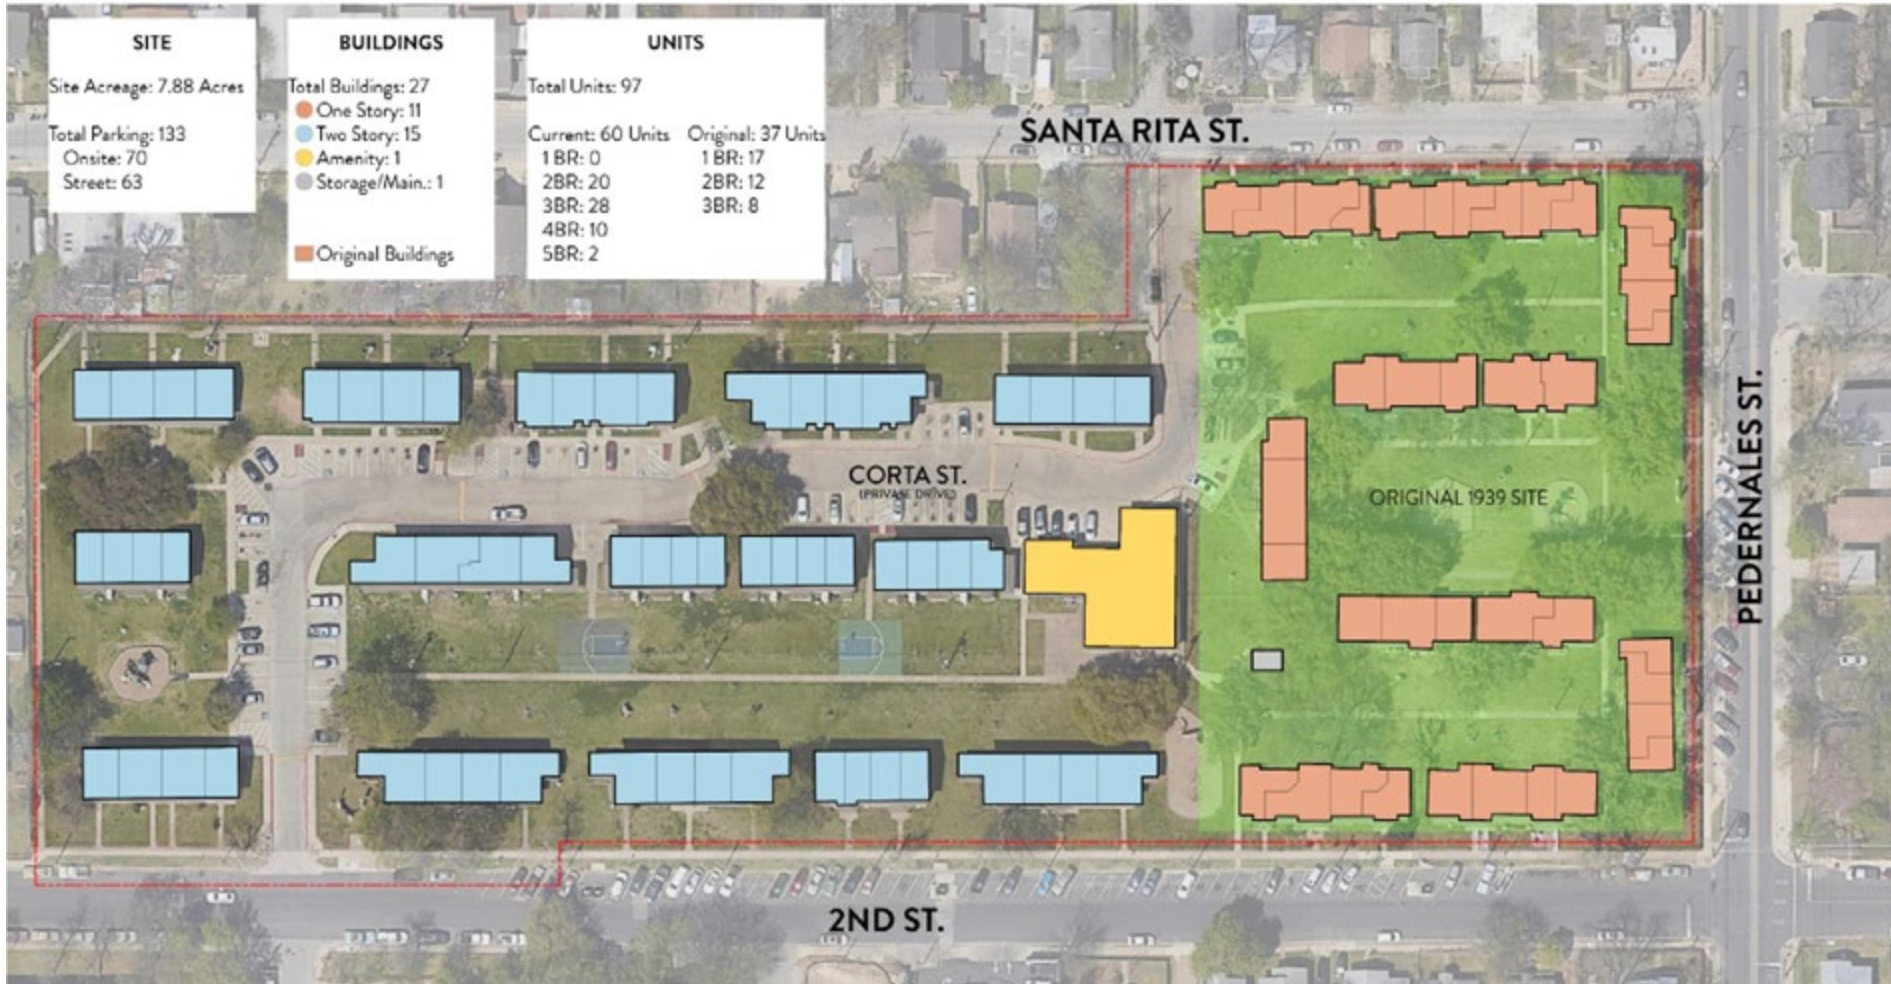 SITE
Site Acreage: 7.88 Acres
Total Parking: 133
Onsite: 70
Street: 63
BUILDINGS
Total Buildings: 27
One Story: 11
Two Story: 15
Amenity: 1
Storage/Main.: 1
Original Buildings
UNITS
Total Units: 97
Current: 60 Units
1 BR: 0
2BR: 20
3BR: 28
4BR: 10
5BR: 2
Original: 37 Units
1 BR: 17
2BR: 12
3BR: 8
SANTA RITA ST.
CORTA ST.
(PRIVATE DRIVE)
ORIGINAL 1939 SITE
PEDERNALES ST.
2ND ST.